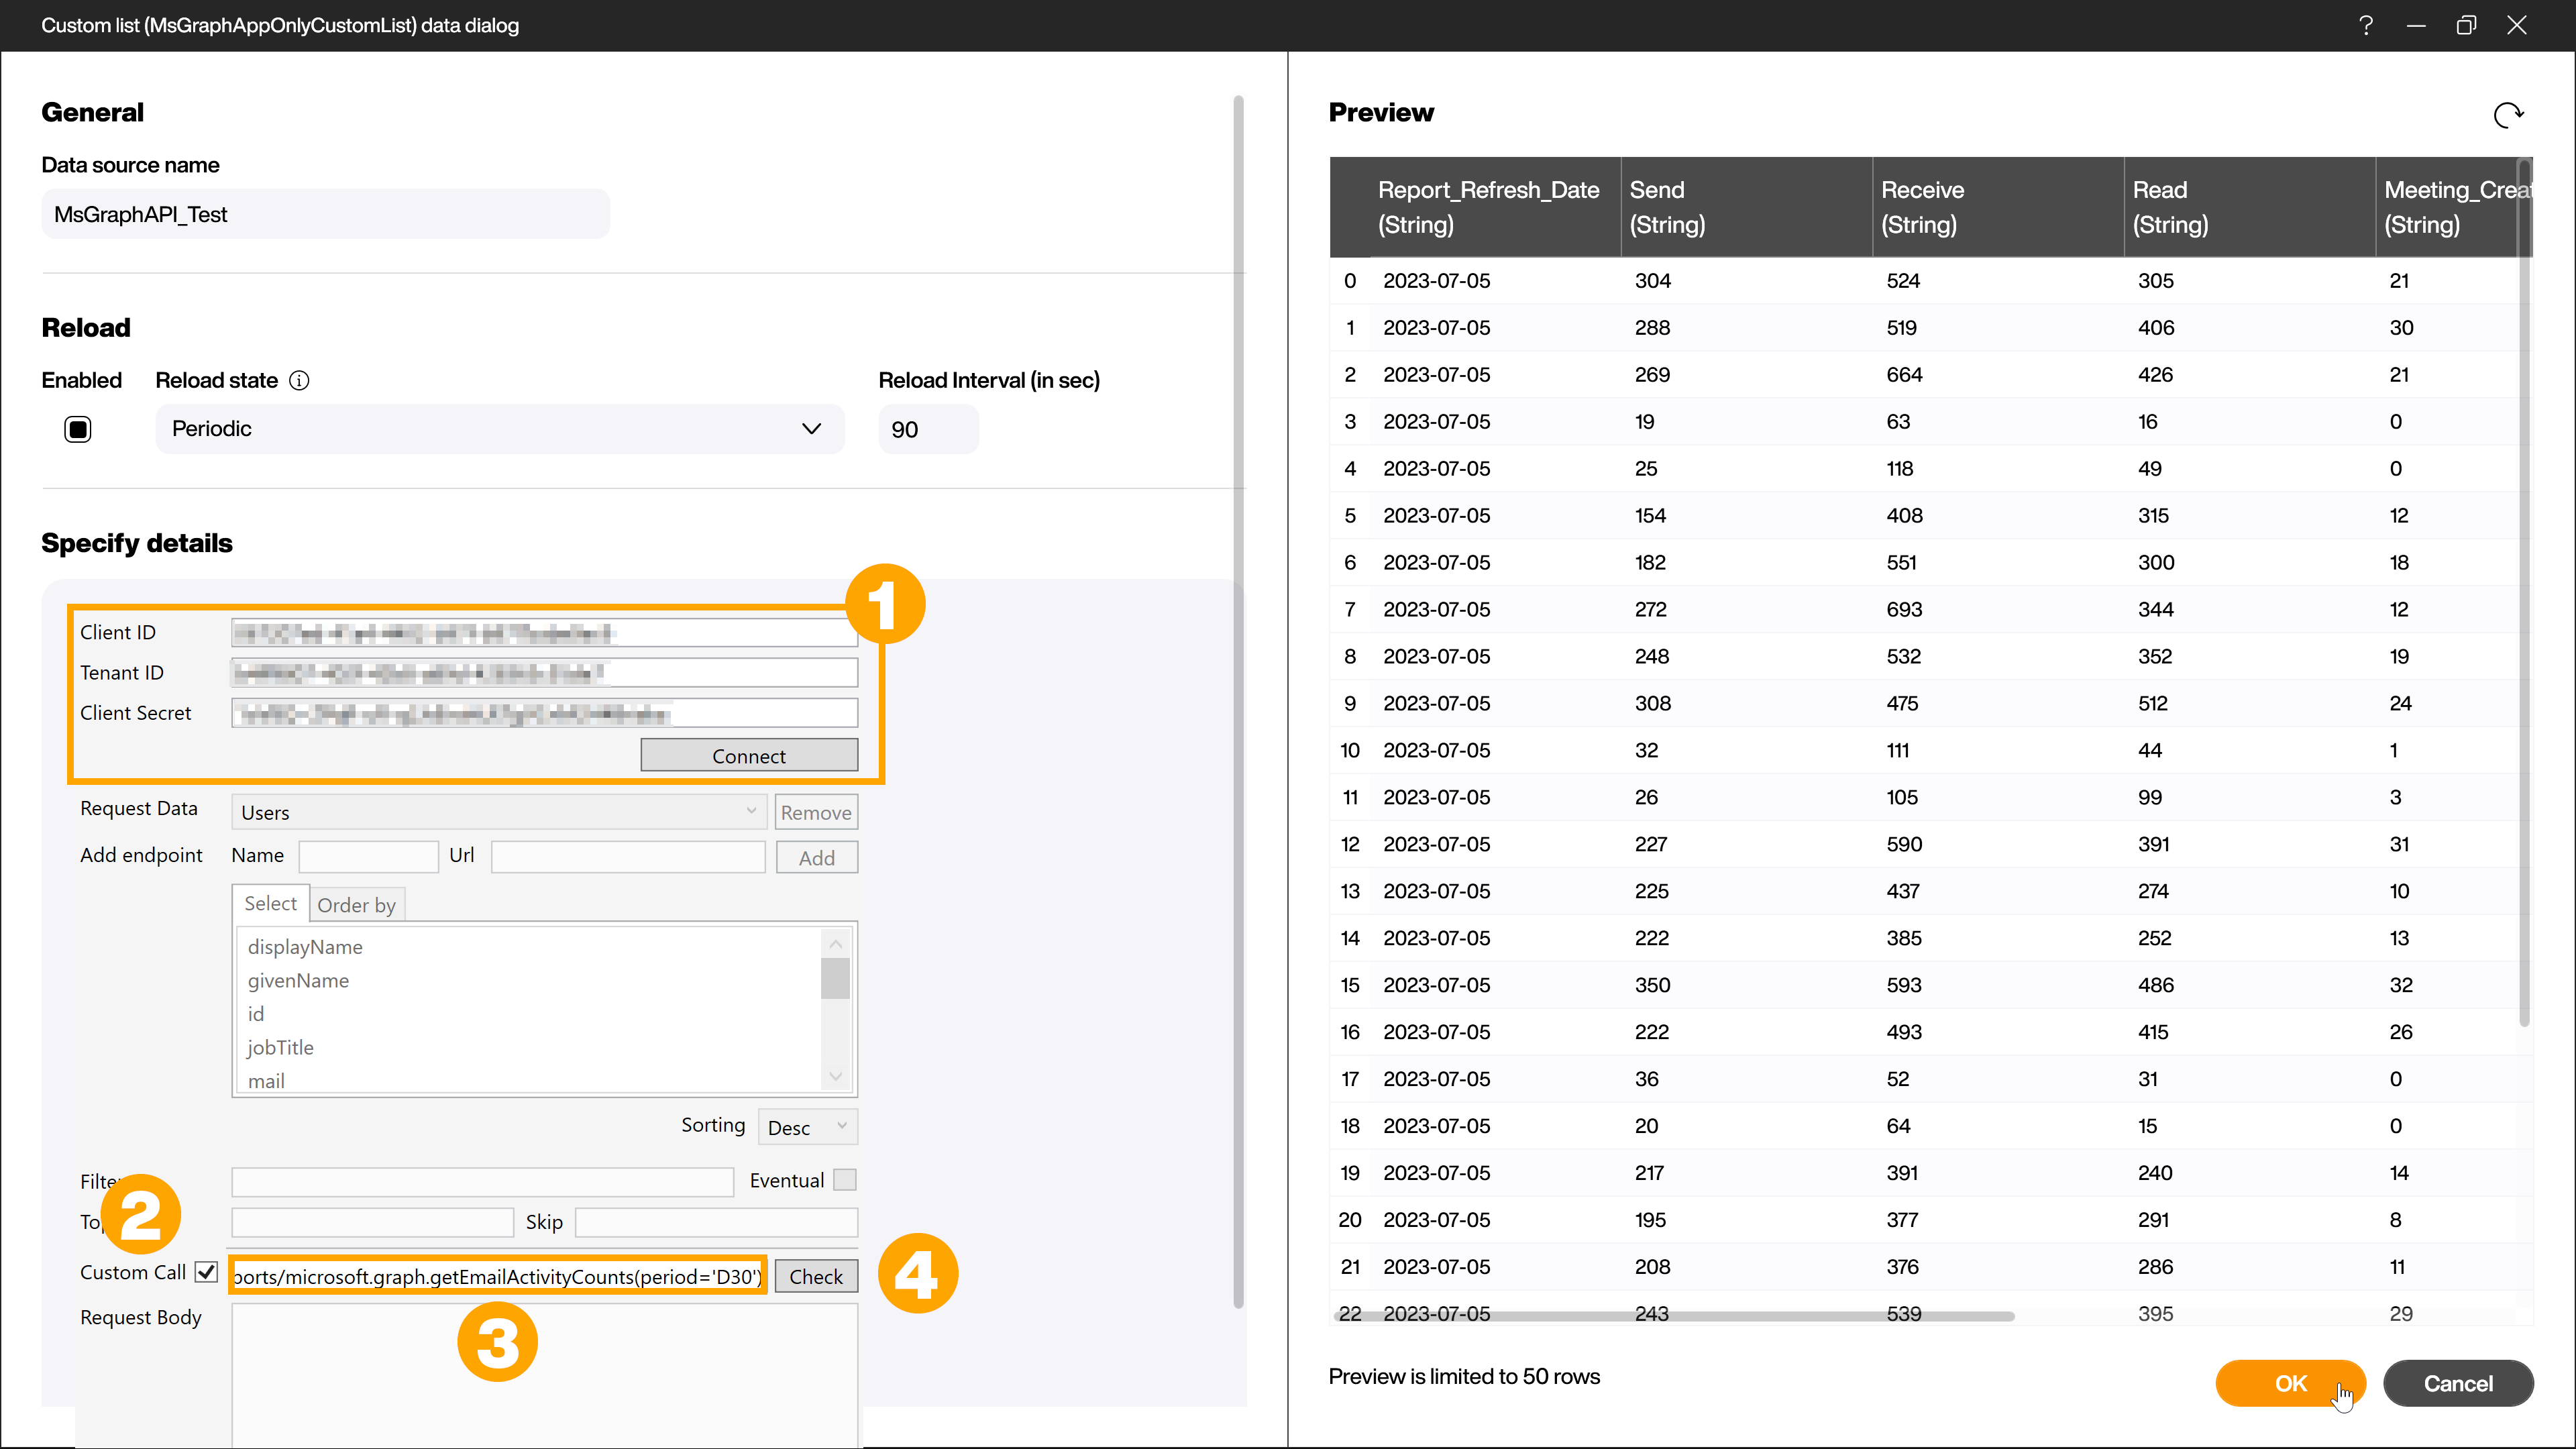 Custom list (MsGraphAppOnlyCustomList) data dialog
General
Data source name
MsGraphAPI_Test
Reload
Enabled Reload state Reload Interval (in sec)
Periodic 90
Specify details
1
Client ID
Tenant ID
Client Secret
Connect
Request Data Users Remove
Add endpoint Name Url Add
Select Order by
displayName
givenName
id
jobTitle
mail
Sorting Desc
Filte Eventual
2
To Skip
Custom Call ports/microsoft.graph.getEmailActivityCounts(period='D30') Check 4
Request Body
3
Preview
Report_Refresh_Date (String) Send (String) Receive (String) Read (String) Meeting_Creat (String)
0 2023-07-05 304 524 305 21
1 2023-07-05 288 519 406 30
2 2023-07-05 269 664 426 21
3 2023-07-05 19 63 16 0
4 2023-07-05 25 118 49 0
5 2023-07-05 154 408 315 12
6 2023-07-05 182 551 300 18
7 2023-07-05 272 693 344 12
8 2023-07-05 248 532 352 19
9 2023-07-05 308 475 512 24
10 2023-07-05 32 111 44 1
11 2023-07-05 26 105 99 3
12 2023-07-05 227 590 391 31
13 2023-07-05 225 437 274 10
14 2023-07-05 222 385 252 13
15 2023-07-05 350 593 486 32
16 2023-07-05 222 493 415 26
17 2023-07-05 36 52 31 0
18 2023-07-05 20 64 15 0
19 2023-07-05 217 391 240 14
20 2023-07-05 195 377 291 8
21 2023-07-05 208 376 286 11
22 2023-07-05 243 539 395 29
Preview is limited to 50 rows
OK Cancel